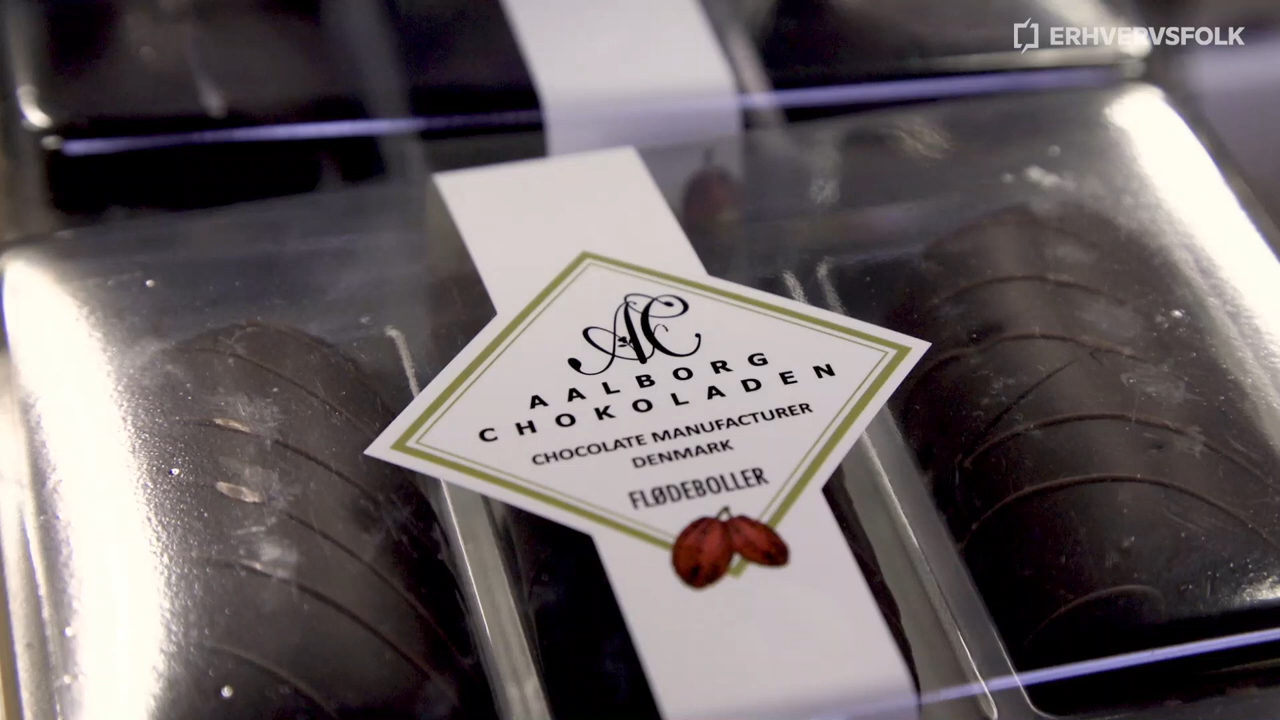 ERHVERVSFOLK
AC
AALBORG
CHOKOLADEN
CHOCOLATE MANUFACTURER
DENMARK
FLØDEBOLLER